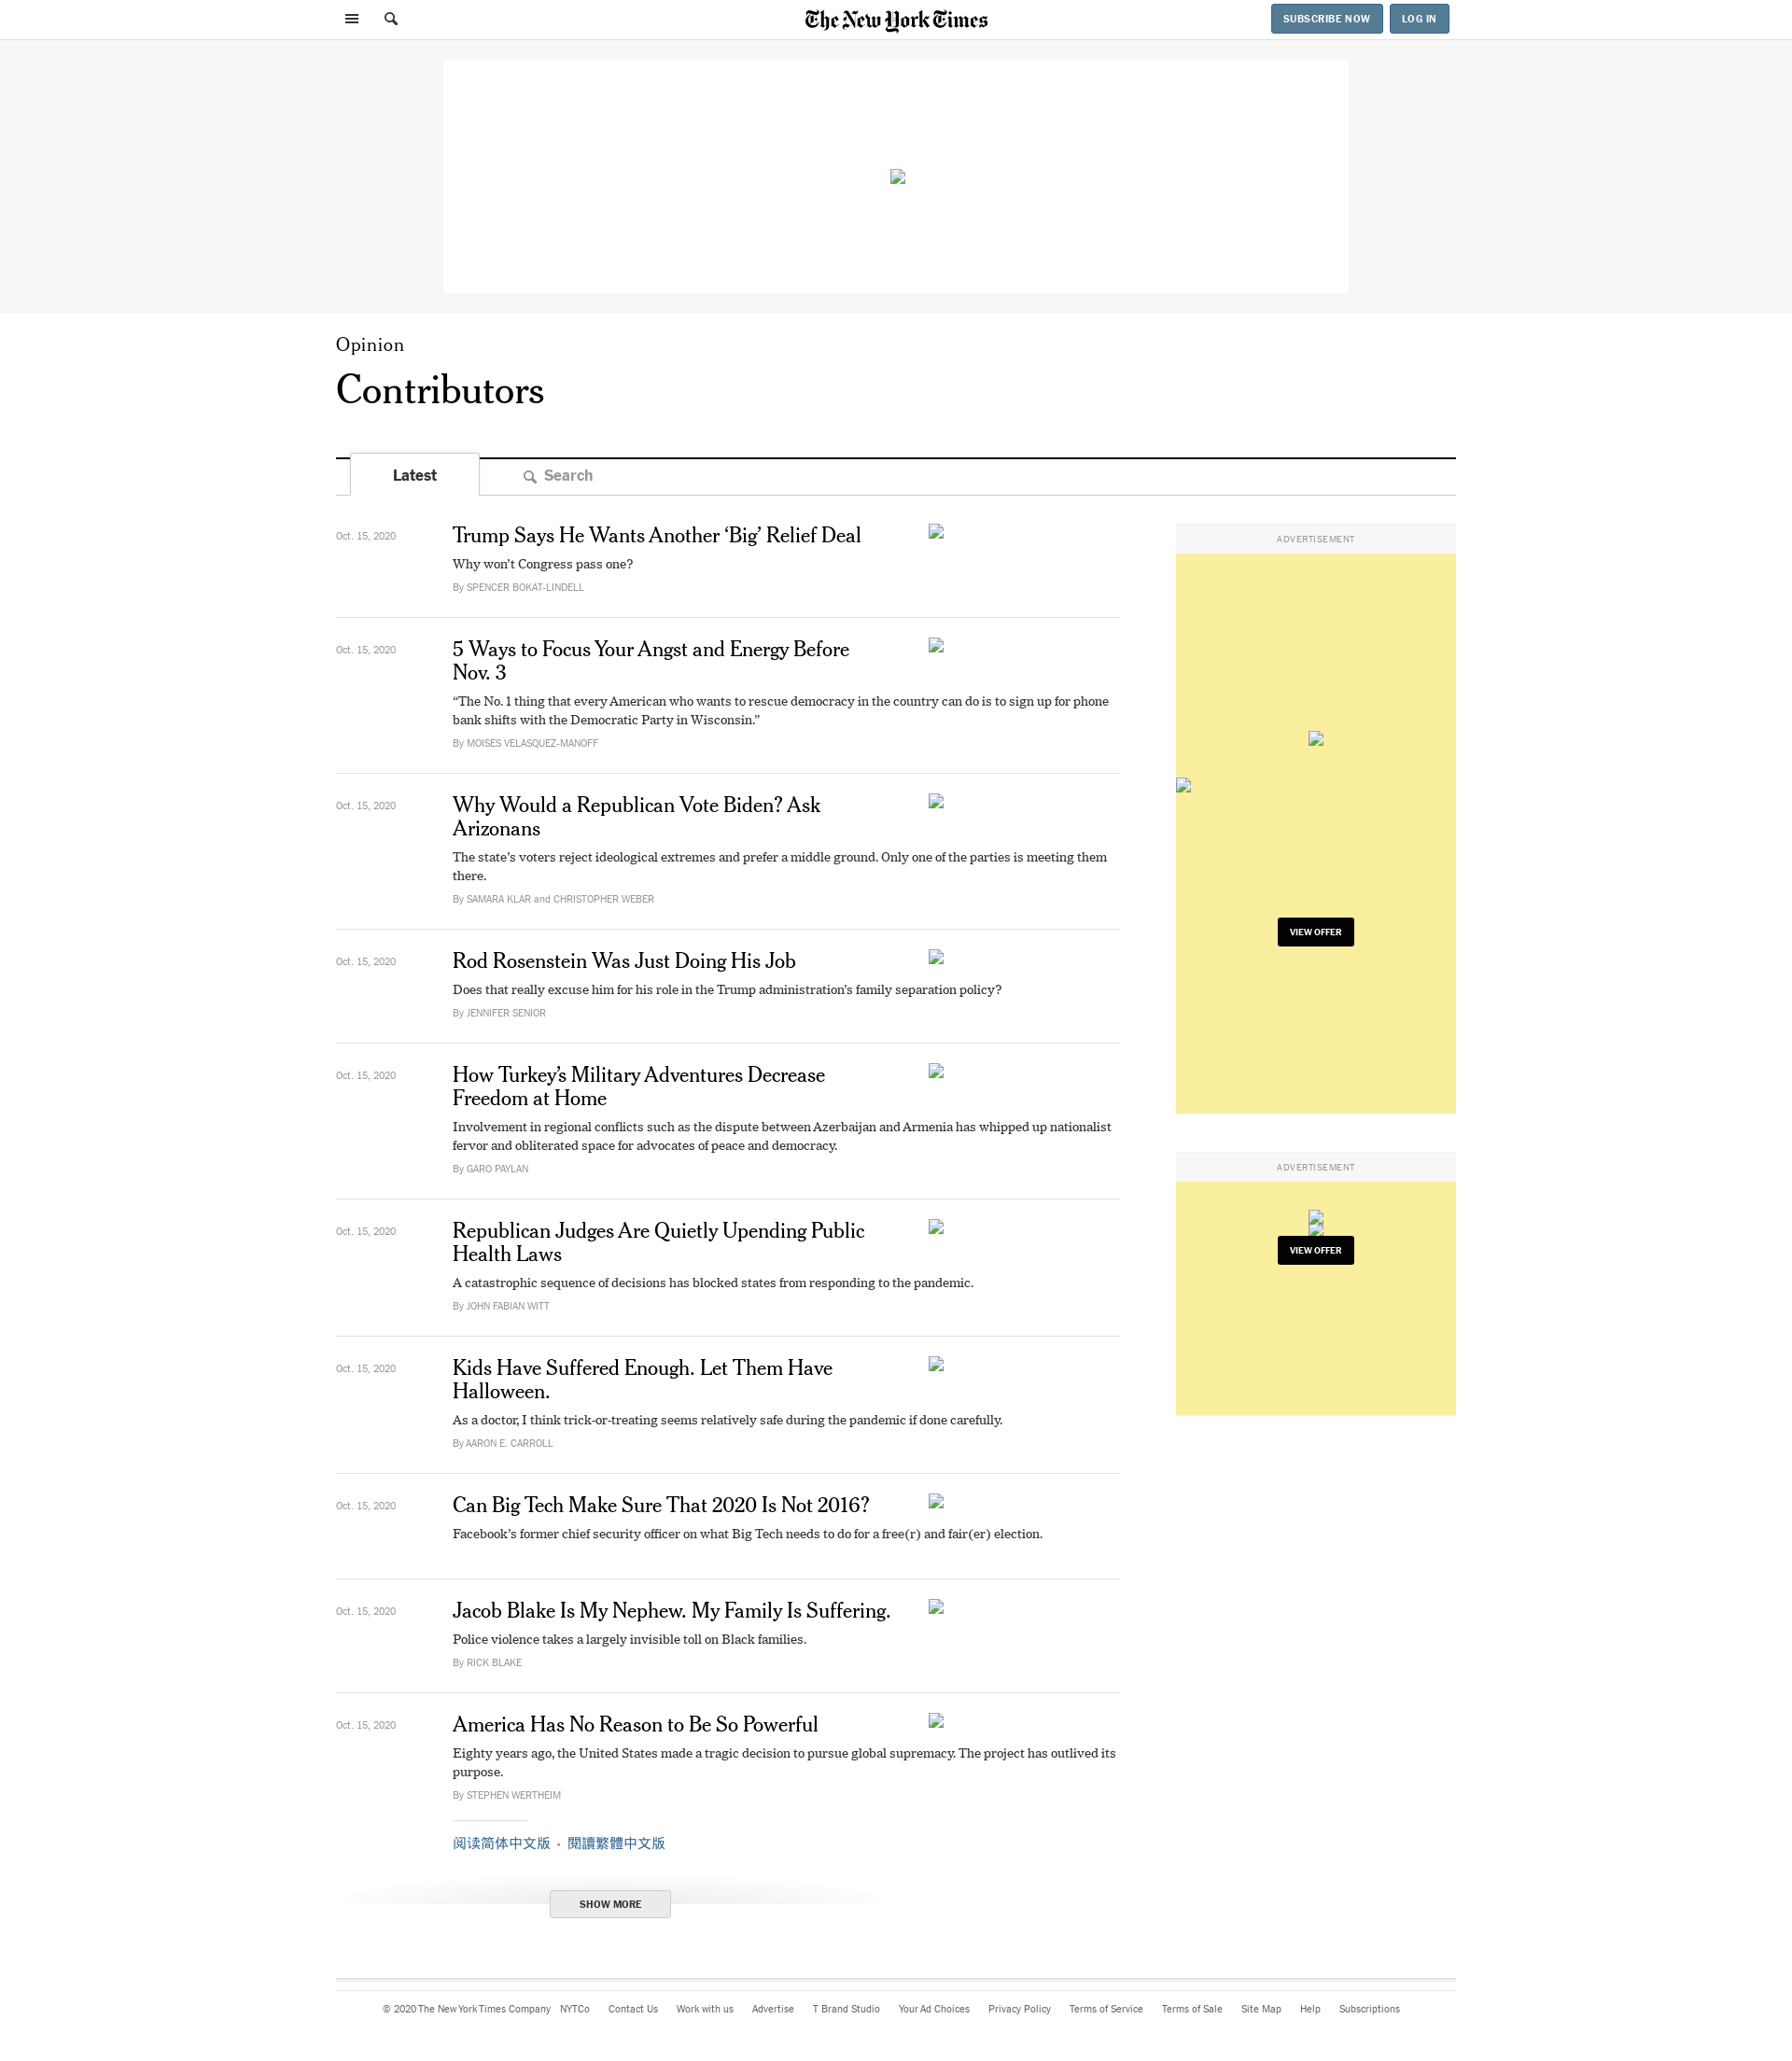 The New York Times
SUBSCRIBE NOW
LOG IN
Opinion
Contributors
Latest
Search
Oct. 15, 2020
Trump Says He Wants Another ‘Big’ Relief Deal
Why won’t Congress pass one?
By SPENCER BOKAT-LINDELL
Oct. 15, 2020
5 Ways to Focus Your Angst and Energy Before
Nov. 3
“The No. 1 thing that every American who wants to rescue democracy in the country can do is to sign up for phone
bank shifts with the Democratic Party in Wisconsin.”
By MOISES VELASQUEZ-MANOFF
Oct. 15, 2020
Why Would a Republican Vote Biden? Ask
Arizonans
The state’s voters reject ideological extremes and prefer a middle ground. Only one of the parties is meeting them
there.
By SAMARA KLAR and CHRISTOPHER WEBER
Oct. 15, 2020
Rod Rosenstein Was Just Doing His Job
Does that really excuse him for his role in the Trump administration’s family separation policy?
By JENNIFER SENIOR
Oct. 15, 2020
How Turkey’s Military Adventures Decrease
Freedom at Home
Involvement in regional conflicts such as the dispute between Azerbaijan and Armenia has whipped up nationalist
fervor and obliterated space for advocates of peace and democracy.
By GARO PAYLAN
Oct. 15, 2020
Republican Judges Are Quietly Upending Public
Health Laws
A catastrophic sequence of decisions has blocked states from responding to the pandemic.
By JOHN FABIAN WITT
Oct. 15, 2020
Kids Have Suffered Enough. Let Them Have
Halloween.
As a doctor, I think trick-or-treating seems relatively safe during the pandemic if done carefully.
By AARON E. CARROLL
Oct. 15, 2020
Can Big Tech Make Sure That 2020 Is Not 2016?
Facebook’s former chief security officer on what Big Tech needs to do for a free(r) and fair(er) election.
Oct. 15, 2020
Jacob Blake Is My Nephew. My Family Is Suffering.
Police violence takes a largely invisible toll on Black families.
By RICK BLAKE
Oct. 15, 2020
America Has No Reason to Be So Powerful
Eighty years ago, the United States made a tragic decision to pursue global supremacy. The project has outlived its
purpose.
By STEPHEN WERTHEIM
阅读简体中文版 • 閱讀繁體中文版
SHOW MORE
ADVERTISEMENT
VIEW OFFER
ADVERTISEMENT
VIEW OFFER
© 2020 The New York Times Company NYTCo Contact Us Work with us Advertise T Brand Studio Your Ad Choices Privacy Policy Terms of Service Terms of Sale Site Map Help Subscriptions